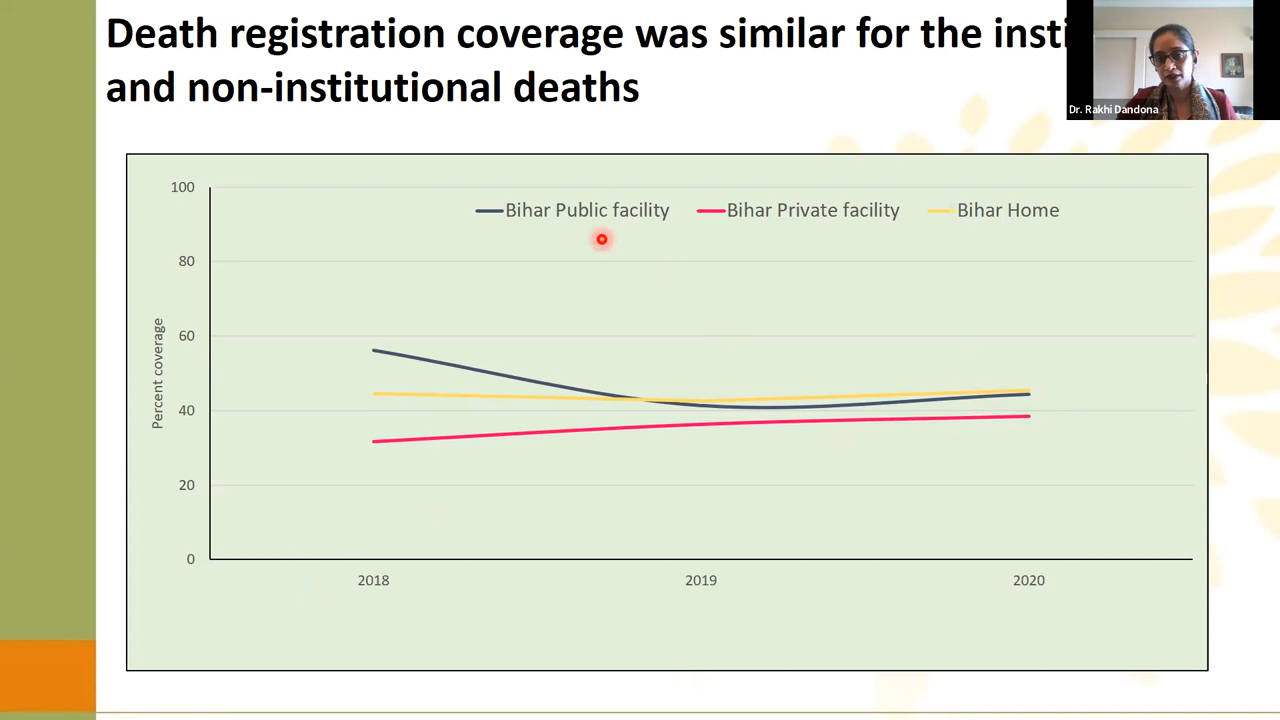 Death registration coverage was similar for the
and non-institutional deaths
Dr. Rakhi Dandona
Bihar Public facility Bihar Private facility Bihar Home
100
80
60
40
20
0
Percent coverage
2018 2019 2020